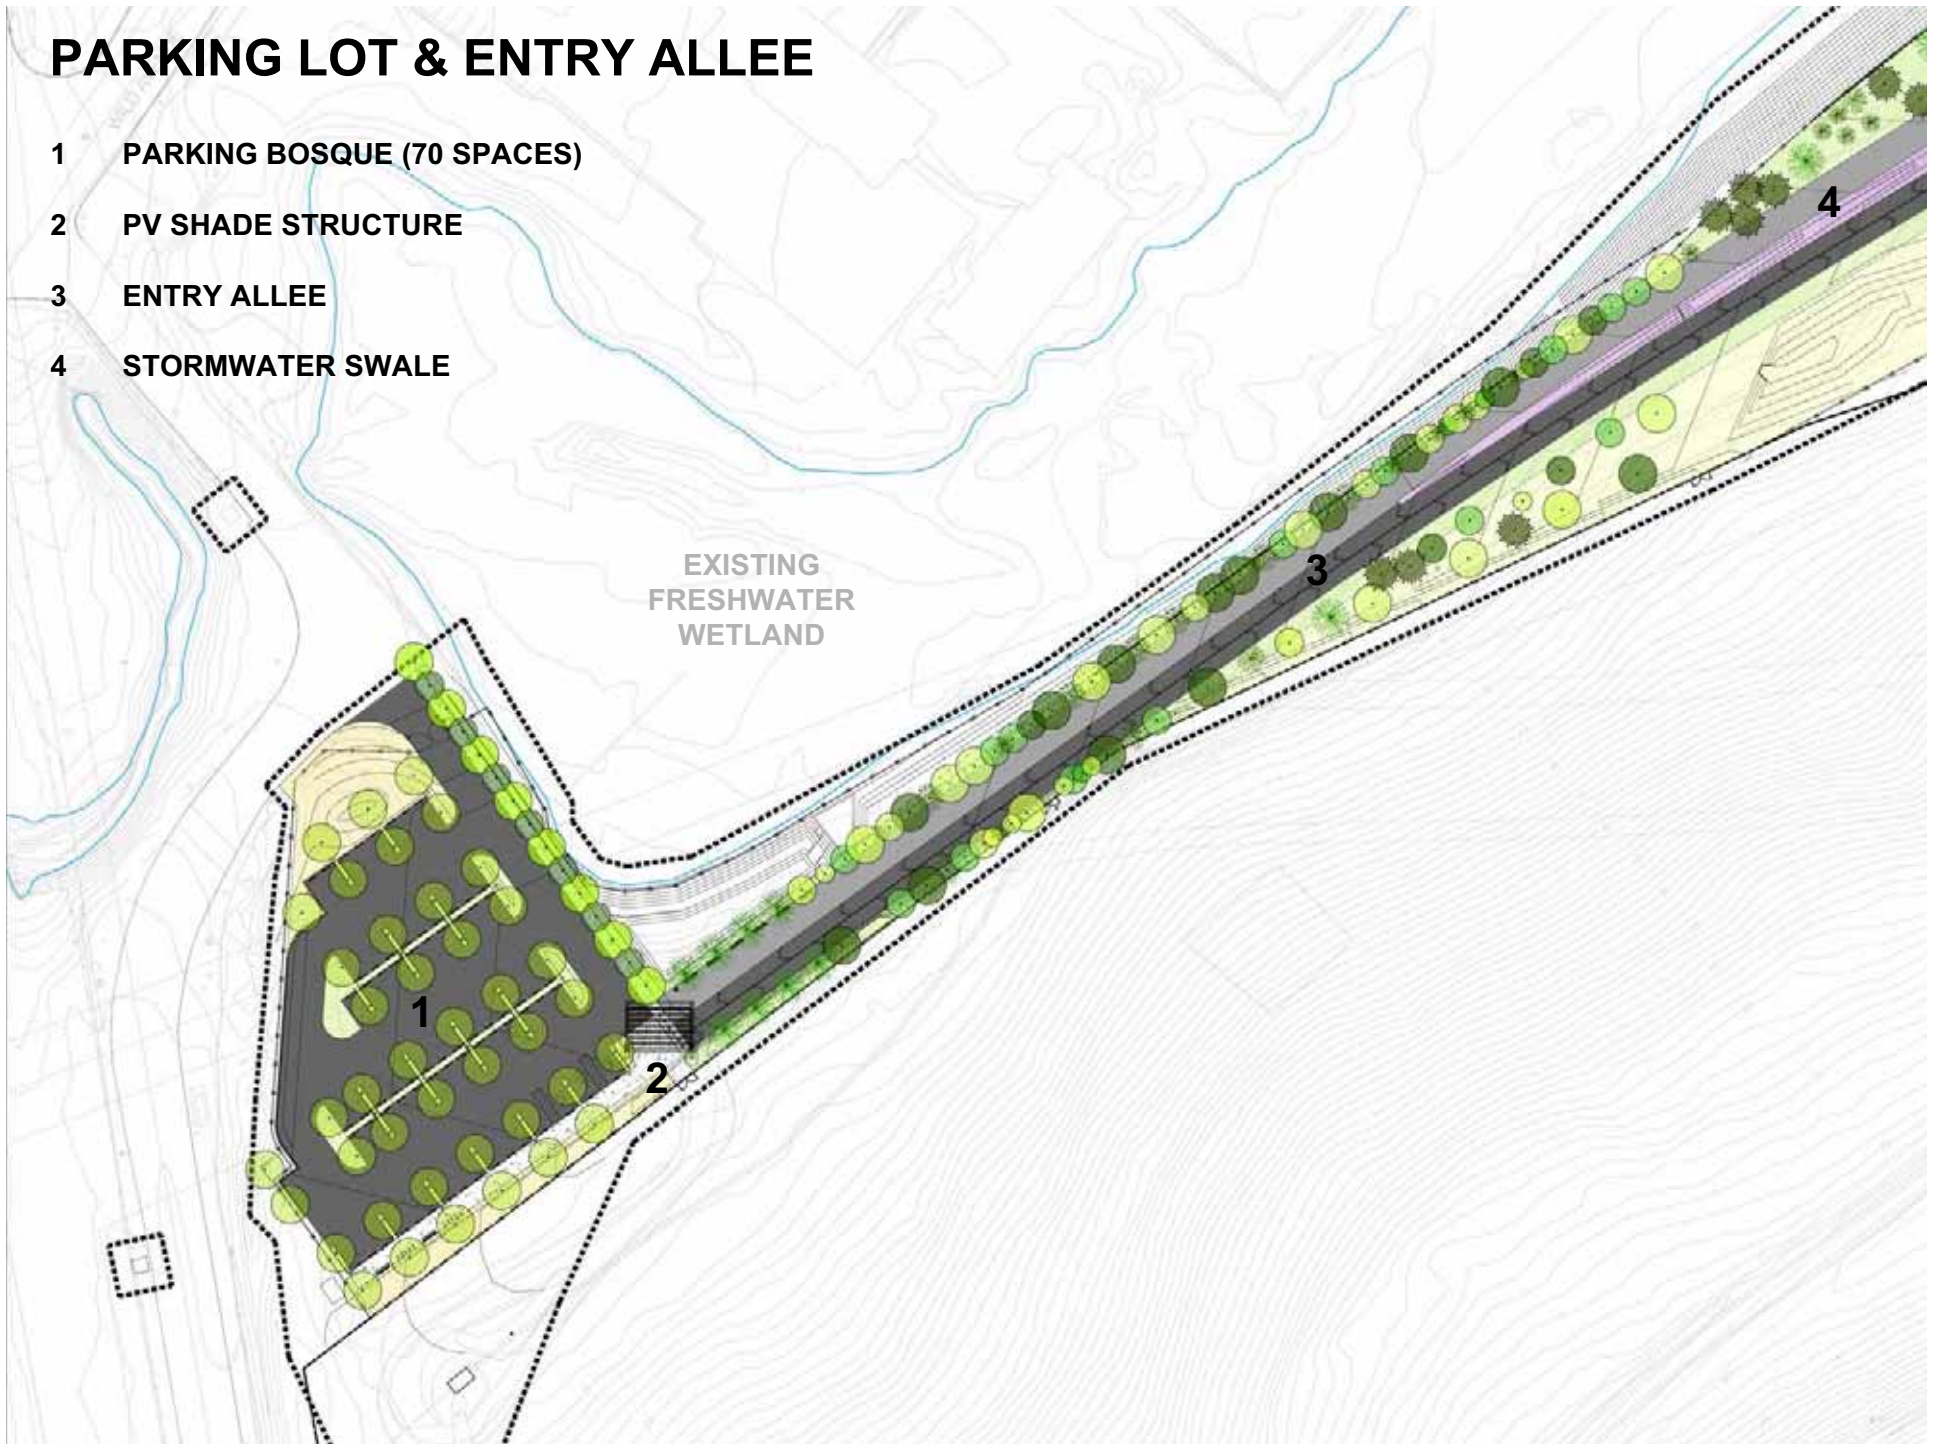 PARKING LOT & ENTRY ALLEE
1 PARKING BOSQUE (70 SPACES)
2 PV SHADE STRUCTURE
3 ENTRY ALLEE
4 STORMWATER SWALE
4
EXISTING
FRESHWATER
WETLAND
3
1
2